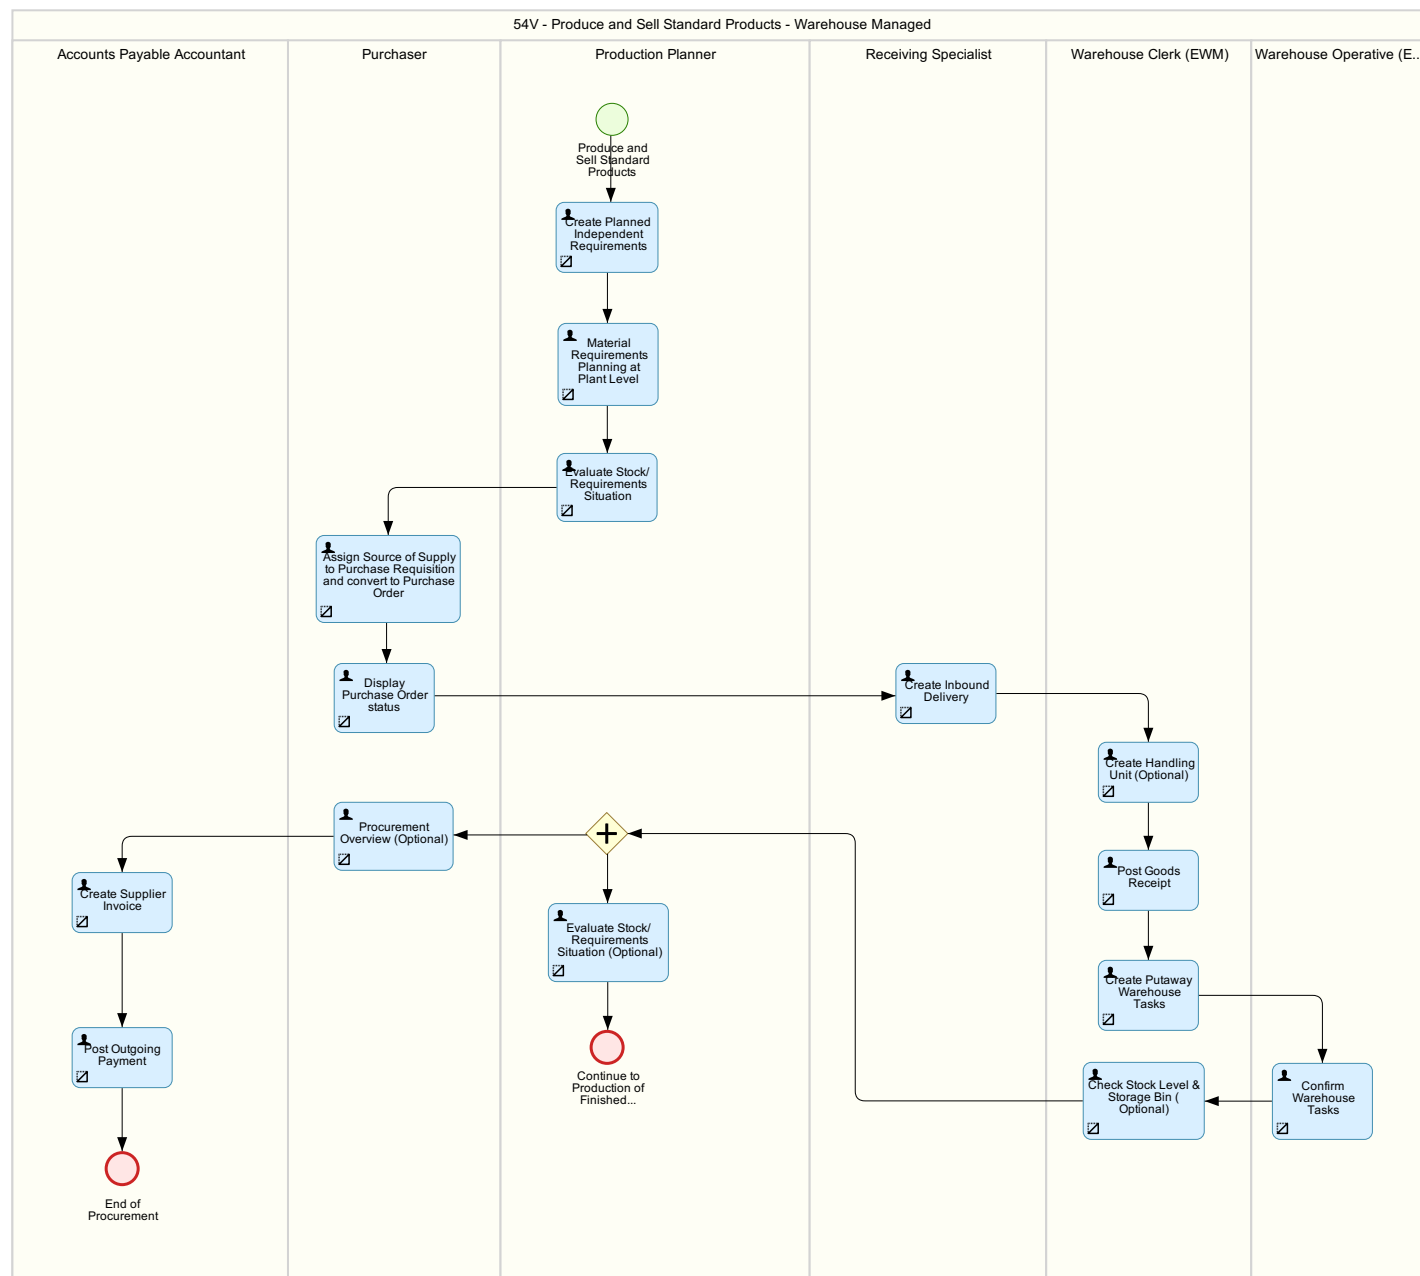 54V - Produce and Sell Standard Products - Warehouse Managed
Accounts Payable Accountant
Purchaser
Production Planner
Receiving Specialist
Warehouse Clerk (EWM)
Warehouse Operative (E...
Produce and
Sell Standard
Products
Create Planned
Independent
Requirements
Material
Requirements
Planning at
Plant Level
Evaluate Stock/
Requirements
Situation
Assign Source of Supply
to Purchase Requisition
and convert to Purchase
Order
Display
Purchase Order
status
Create Inbound
Delivery
Create Handling
Unit (Optional)
Post Goods
Receipt
Create Putaway
Warehouse
Tasks
Confirm
Warehouse
Tasks
Check Stock Level &
Storage Bin (
Optional)
Procurement
Overview (Optional)
Evaluate Stock/
Requirements
Situation (Optional)
Continue to
Production of
Finished...
Create Supplier
Invoice
Post Outgoing
Payment
End of
Procurement